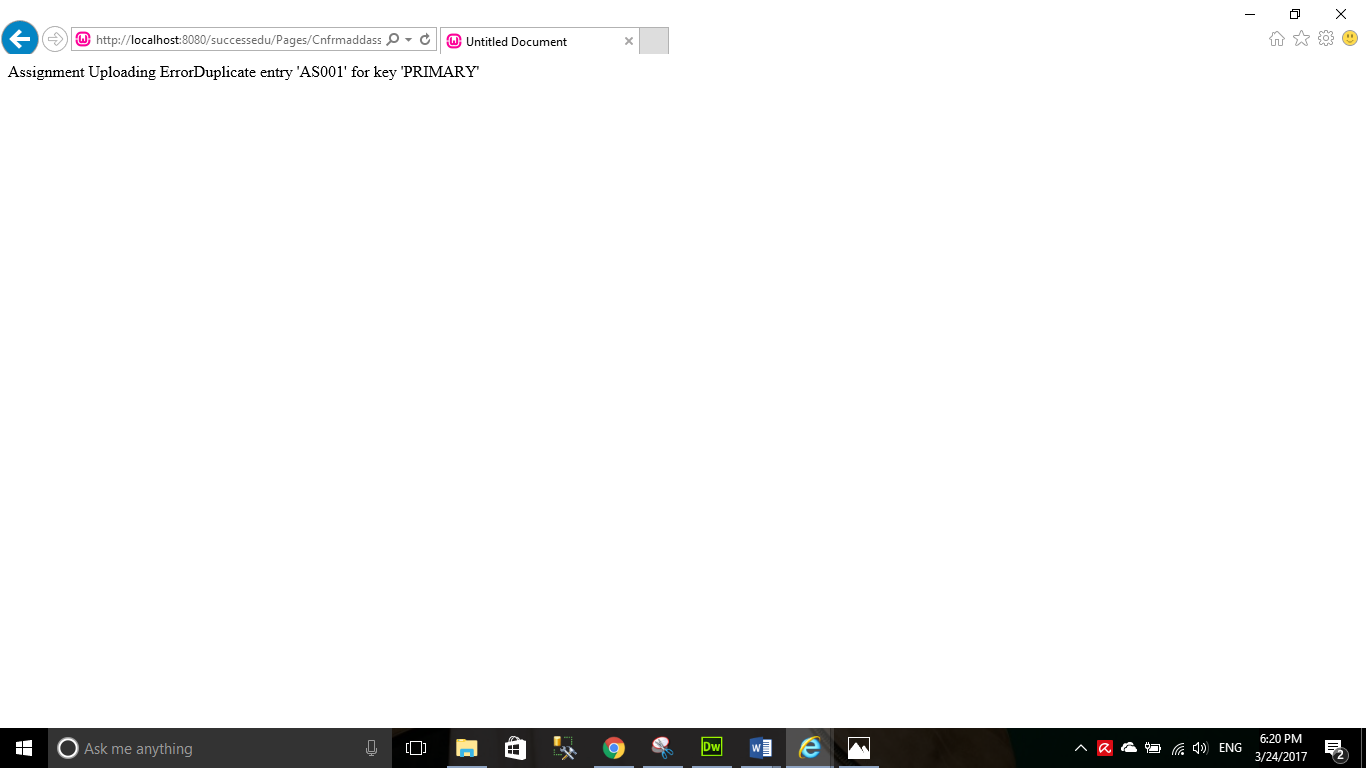 http://localhost:8080/successedu/Pages/Cnfrmaddass
Untitled Document
Assignment Uploading ErrorDuplicate entry 'AS001' for key 'PRIMARY'
Ask me anything
Dw
ENG
6:20 PM
3/24/2017
2